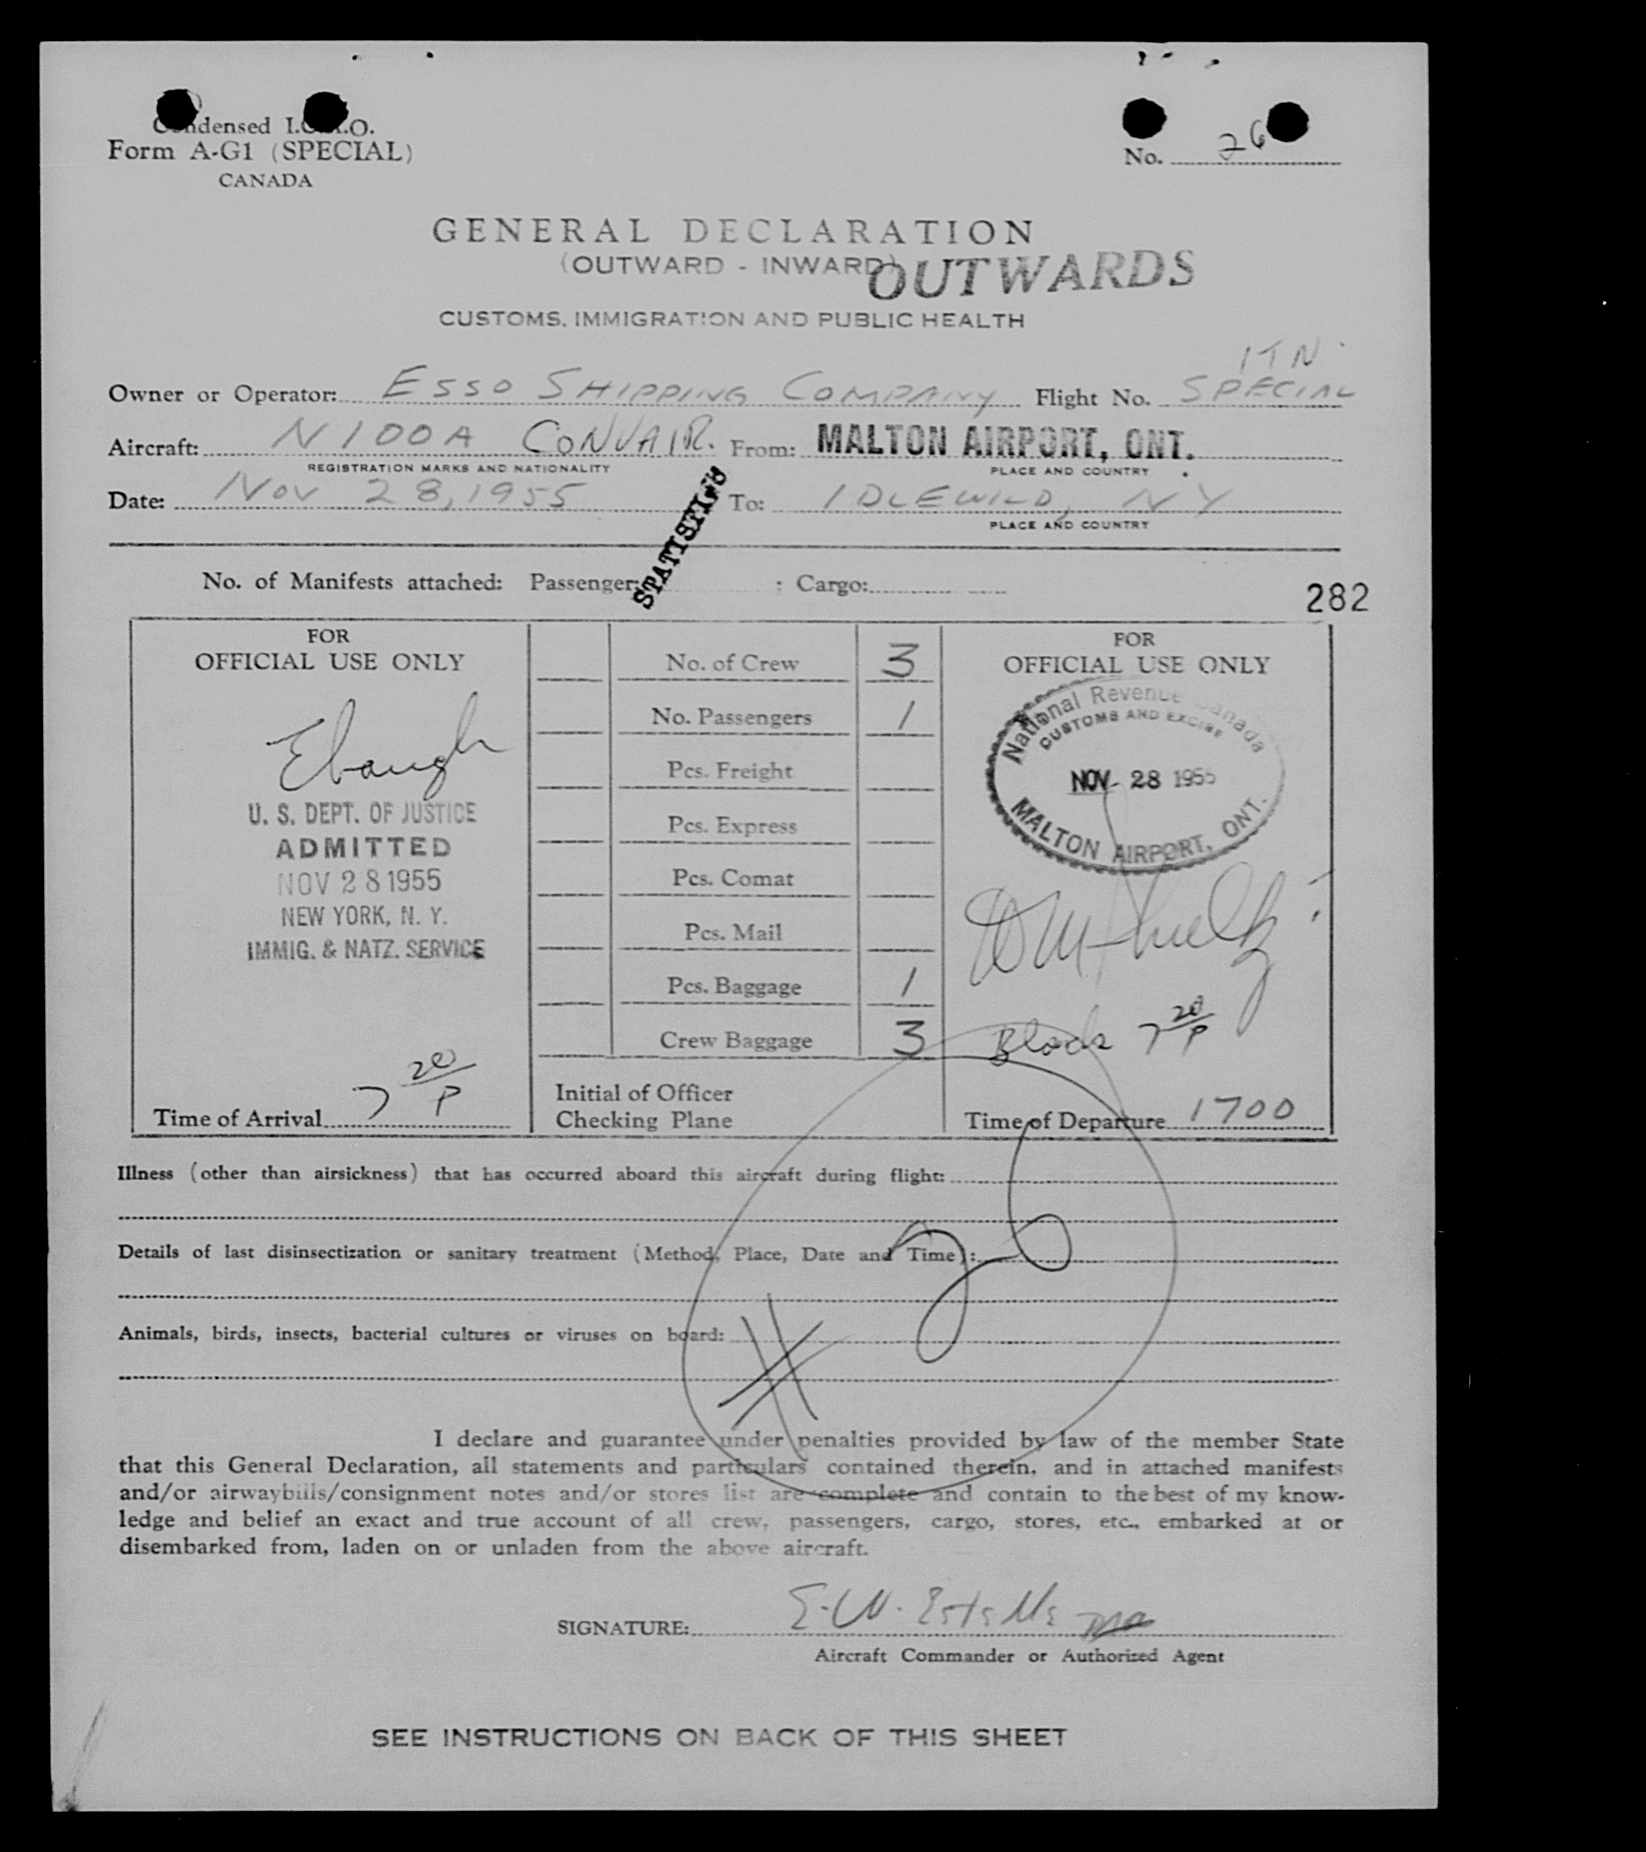 Condensed I.C.A.O.
Form A-G1 (SPECIAL)
CANADA
No. 26
GENERAL DECLARATION
(OUTWARD - INWARD)
OUTWARDS
CUSTOMS, IMMIGRATION AND PUBLIC HEALTH
ITN
Owner or Operator: ESSO SHIPPING COMPANY Flight No. SPECIAL
Aircraft: N100A CONVAIR. From: MALTON AIRPORT, ONT.
REGISTRATION MARKS AND NATIONALITY PLACE AND COUNTRY
Date: NOV 28, 1955 To: IDLEWILD, NY
PLACE AND COUNTRY
STATISTICS
No. of Manifests attached: Passenger: : Cargo:
282
FOR
OFFICIAL USE ONLY
Ebaugh
U. S. DEPT. OF JUSTICE
ADMITTED
NOV 28 1955
NEW YORK, N. Y.
IMMIG. & NATZ. SERVICE
Time of Arrival 7 20/P
No. of Crew 3
No. Passengers 1
Pcs. Freight
Pcs. Express
Pcs. Comat
Pcs. Mail
Pcs. Baggage 1
Crew Baggage 3
Initial of Officer
Checking Plane
FOR
OFFICIAL USE ONLY
National Revenue Canada
CUSTOMS AND EXCISE
NOV 28 1955
MALTON AIRPORT, ONT.
Block 7 20/P
Time of Departure 1700
Illness (other than airsickness) that has occurred aboard this aircraft during flight:
Details of last disinsectization or sanitary treatment (Method, Place, Date and Time):
# 26
Animals, birds, insects, bacterial cultures or viruses on board:
I declare and guarantee under penalties provided by law of the member State
that this General Declaration, all statements and particulars contained therein, and in attached manifests
and/or airwaybills/consignment notes and/or stores list are complete and contain to the best of my know-
ledge and belief an exact and true account of all crew, passengers, cargo, stores, etc., embarked at or
disembarked from, laden on or unladen from the above aircraft.
SIGNATURE: E. W. Estells
Aircraft Commander or Authorized Agent
SEE INSTRUCTIONS ON BACK OF THIS SHEET